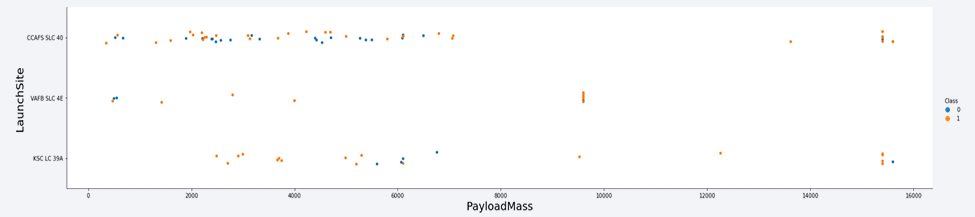 CCAFS SLC 40
VAFB SLC 4E
KSC LC 39A
LaunchSite
0 2000 4000 6000 8000 10000 12000 14000 16000
PayloadMass
Class
0
1